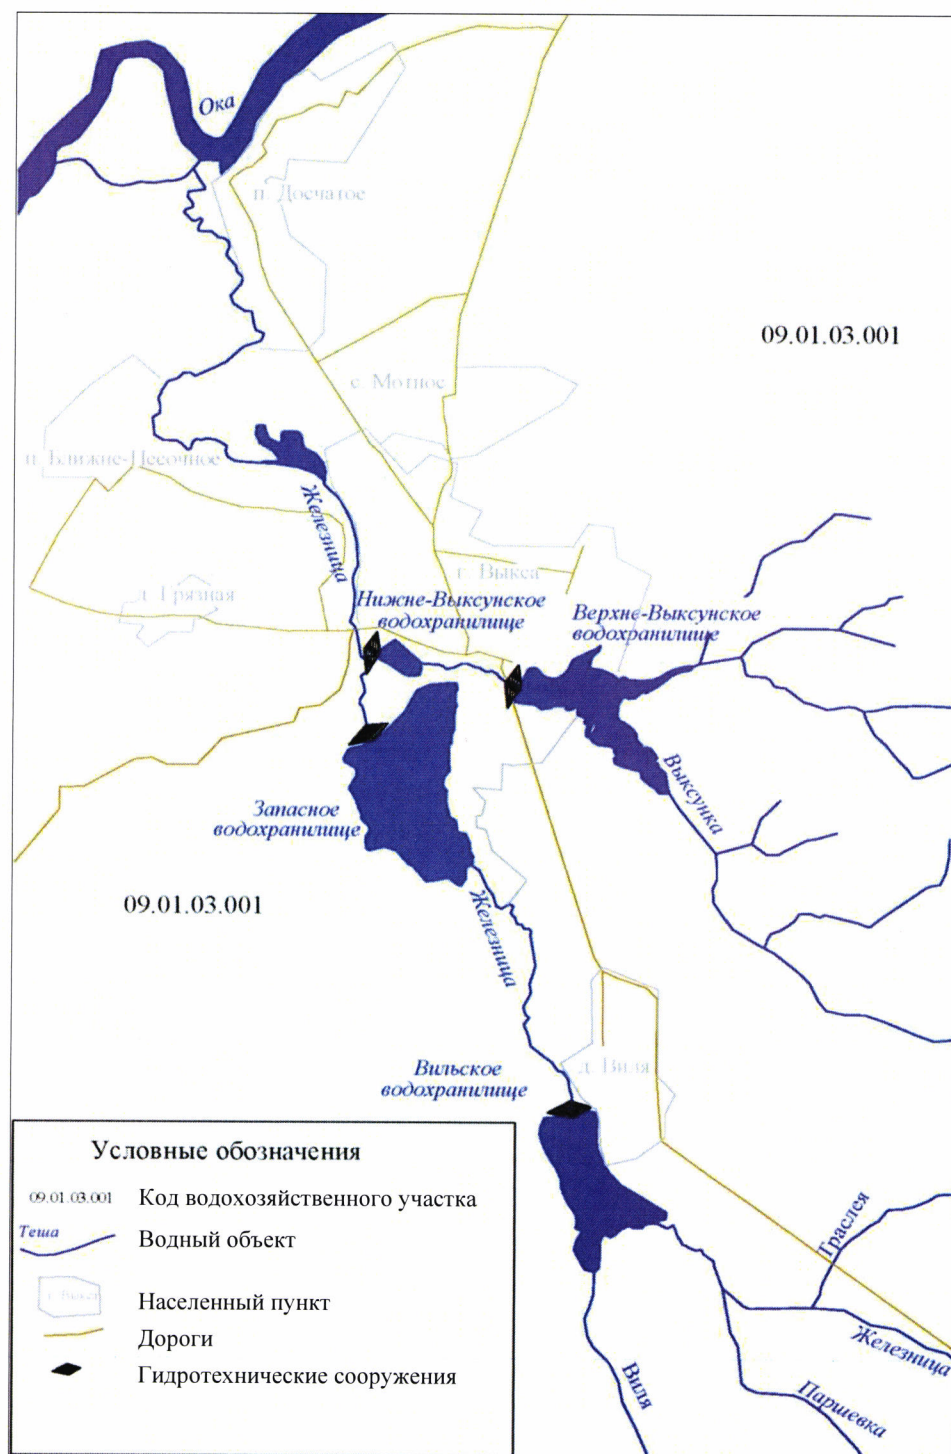 Ока
п. Досчатое
09.01.03.001
с. Мотмос
п. Ближне-Песочное
Железница
г. Выкса
д. Грязная
Нижне-Выксунское
водохранилище
Верхне-Выксунское
водохранилище
Выксунка
Запасное
водохранилище
09.01.03.001
Железница
Вильское
водохранилище
д. Виля
Условные обозначения
09.01.03.001 Код водохозяйственного участка
Теша Водный объект
г. Выкса Населенный пункт
Дороги
Гидротехнические сооружения
Траслея
Железница
Паршевка
Виля